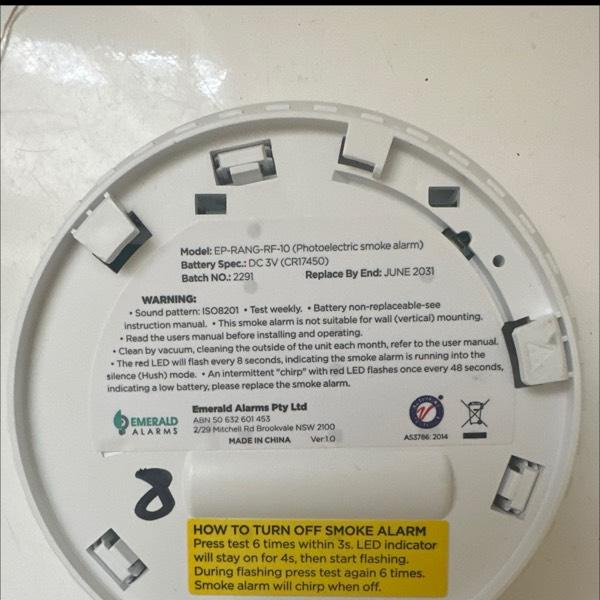 Model: EP-RANG-RF-10 (Photoelectric smoke alarm)
Battery Spec.: DC 3V (CR17450)
Batch NO.: 2291 Replace By End: JUNE 2031
WARNING:
• Sound pattern: ISO8201 • Test weekly. • Battery non-replaceable-see
instruction manual. • This smoke alarm is not suitable for wall (vertical) mounting.
• Read the users manual before installing and operating.
• Clean by vacuum, cleaning the outside of the unit each month, refer to the user manual.
• The red LED will flash every 8 seconds, indicating the smoke alarm is running into the
silence (Hush) mode. • An intermittent "chirp" with red LED flashes once every 48 seconds,
indicating a low battery, please replace the smoke alarm.
EMERALD
ALARMS
Emerald Alarms Pty Ltd
ABN 50 632 601 453
2/29 Mitchell Rd Brookvale NSW 2100
MADE IN CHINA Ver1.0
AS3786: 2014
8
HOW TO TURN OFF SMOKE ALARM
Press test 6 times within 3s. LED indicator
will stay on for 4s, then start flashing.
During flashing press test again 6 times.
Smoke alarm will chirp when off.